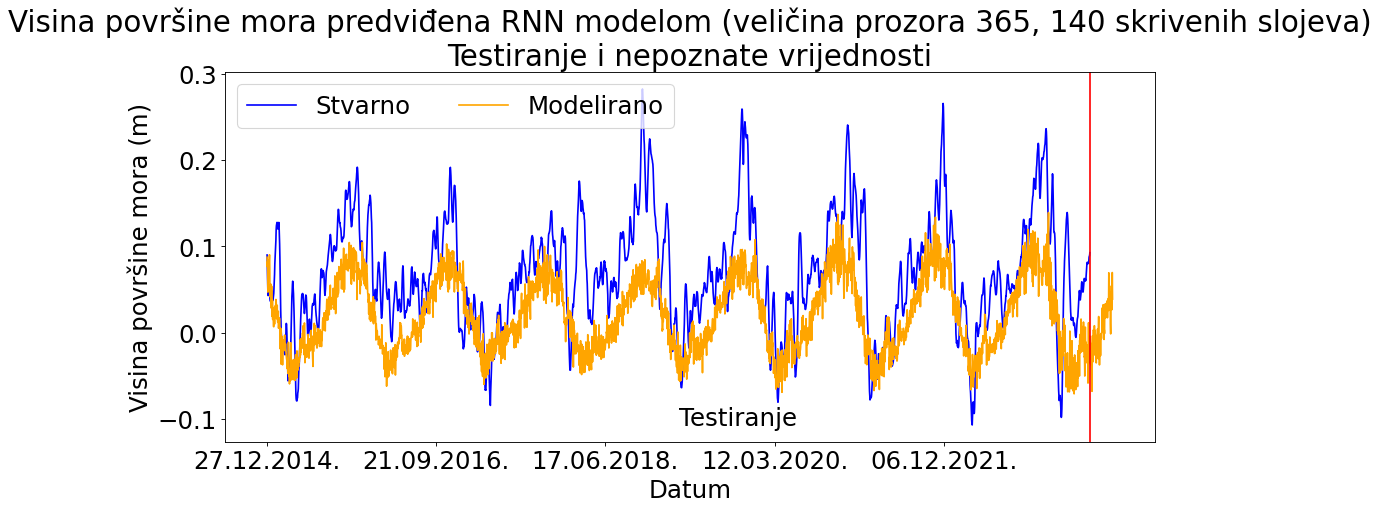 Visina površine mora predviđena RNN modelom (veličina prozora 365, 140 skrivenih slojeva)
Testiranje i nepoznate vrijednosti
Stvarno
Modelirano
Visina površine mora (m)
0.3
0.2
0.1
0.0
−0.1
Testiranje
27.12.2014.
21.09.2016.
17.06.2018.
12.03.2020.
06.12.2021.
Datum